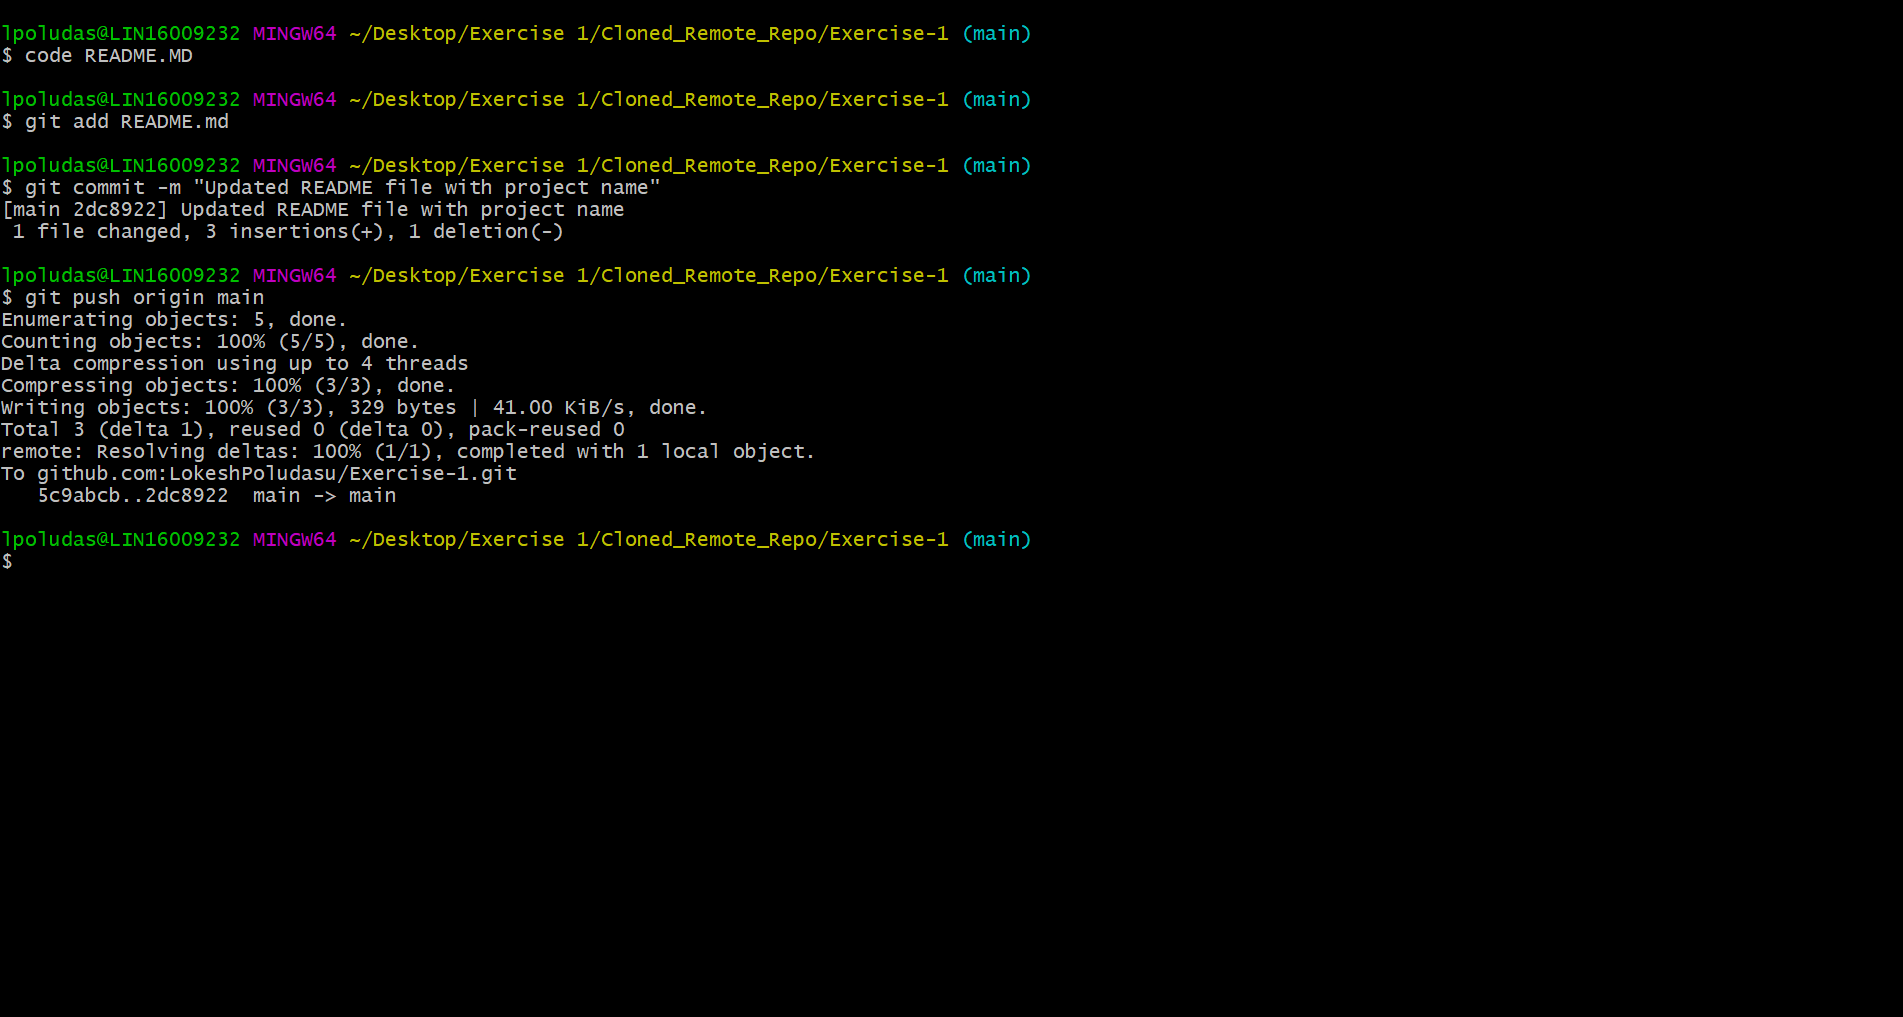 lpoludas@LIN16009232 MINGW64 ~/Desktop/Exercise 1/Cloned_Remote_Repo/Exercise-1 (main)
$ code README.MD
lpoludas@LIN16009232 MINGW64 ~/Desktop/Exercise 1/Cloned_Remote_Repo/Exercise-1 (main)
$ git add README.md
lpoludas@LIN16009232 MINGW64 ~/Desktop/Exercise 1/Cloned_Remote_Repo/Exercise-1 (main)
$ git commit -m "Updated README file with project name"
[main 2dc8922] Updated README file with project name
 1 file changed, 3 insertions(+), 1 deletion(-)
lpoludas@LIN16009232 MINGW64 ~/Desktop/Exercise 1/Cloned_Remote_Repo/Exercise-1 (main)
$ git push origin main
Enumerating objects: 5, done.
Counting objects: 100% (5/5), done.
Delta compression using up to 4 threads
Compressing objects: 100% (3/3), done.
Writing objects: 100% (3/3), 329 bytes | 41.00 KiB/s, done.
Total 3 (delta 1), reused 0 (delta 0), pack-reused 0
remote: Resolving deltas: 100% (1/1), completed with 1 local object.
To github.com:LokeshPoludasu/Exercise-1.git
   5c9abcb..2dc8922  main -> main
lpoludas@LIN16009232 MINGW64 ~/Desktop/Exercise 1/Cloned_Remote_Repo/Exercise-1 (main)
$